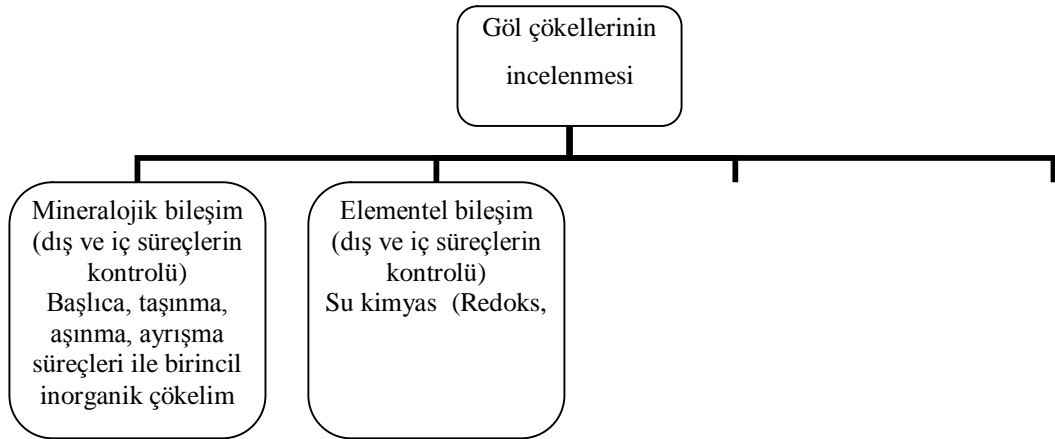 Göl çökellerinin
incelenmesi
Mineralojik bileşim
(dış ve iç süreçlerin
kontrolü)
Başlıca, taşınma,
aşınma, ayrışma
süreçleri ile birincil
inorganik çökelim
Elementel bileşim
(dış ve iç süreçlerin
kontrolü)
Su kimyas (Redoks,